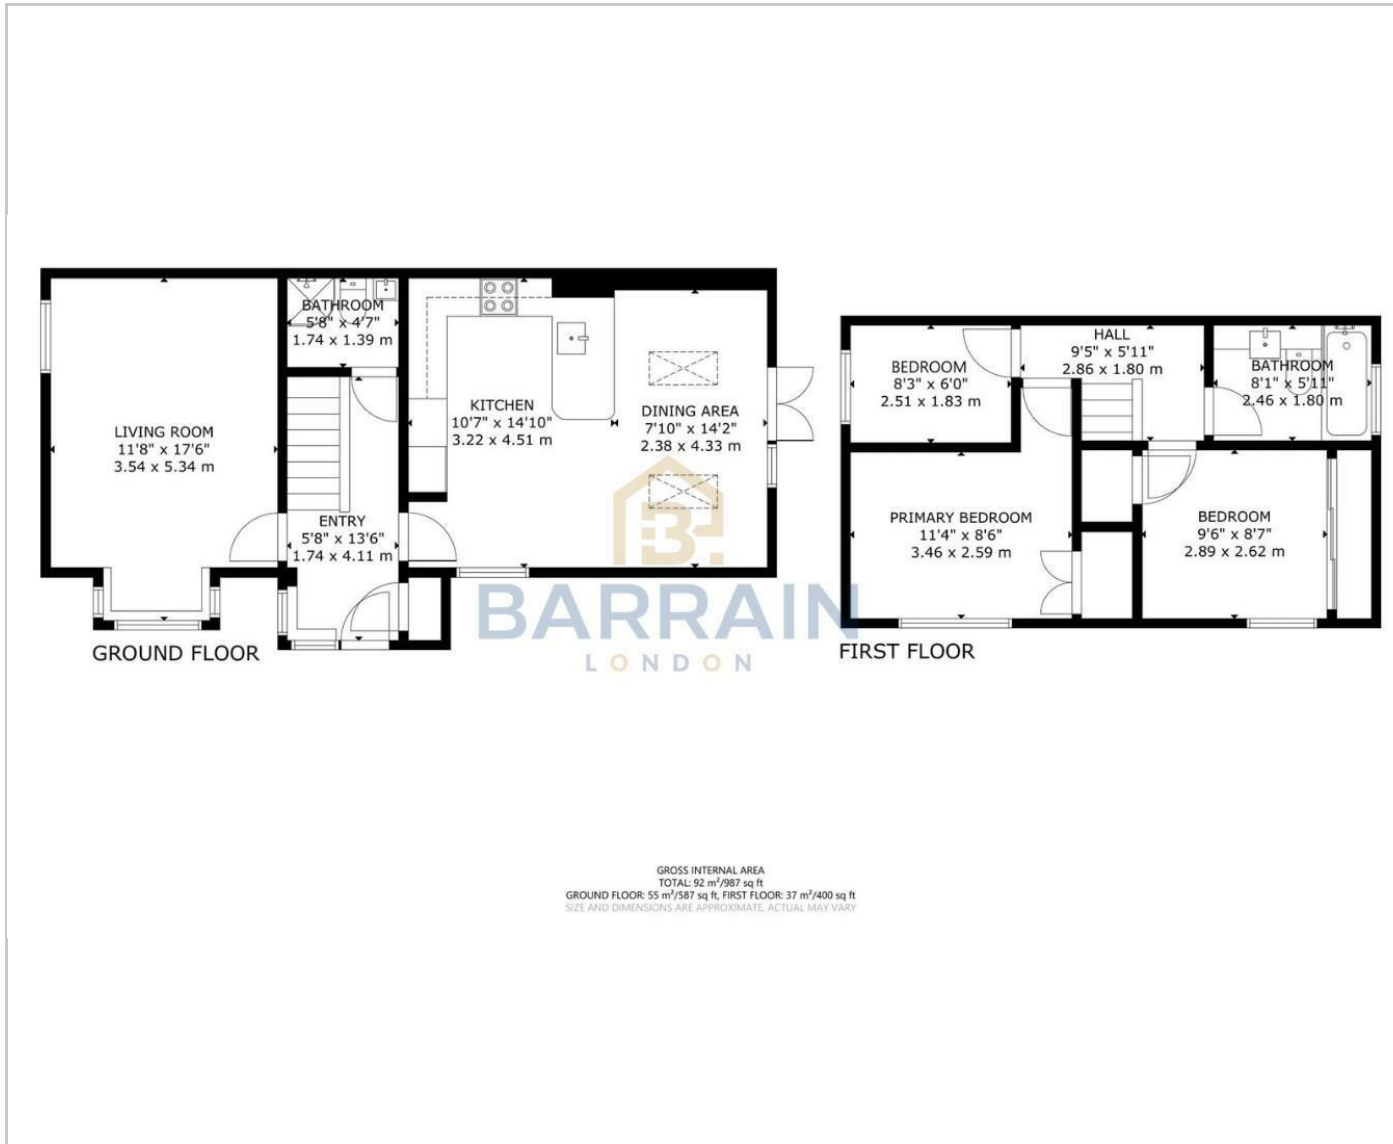 BATHROOM
5'8" x 4'7"
1.74 x 1.39 m
LIVING ROOM
11'8" x 17'6"
3.54 x 5.34 m
KITCHEN
10'7" x 14'10"
3.22 x 4.51 m
DINING AREA
7'10" x 14'2"
2.38 x 4.33 m
ENTRY
5'8" x 13'6"
1.74 x 4.11 m
GROUND FLOOR
HALL
9'5" x 5'11"
2.86 x 1.80 m
BEDROOM
8'3" x 6'0"
2.51 x 1.83 m
BATHROOM
8'1" x 5'11"
2.46 x 1.80 m
PRIMARY BEDROOM
11'4" x 8'6"
3.46 x 2.59 m
BEDROOM
9'6" x 8'7"
2.89 x 2.62 m
FIRST FLOOR
B.
BARRAIN
LONDON
GROSS INTERNAL AREA
TOTAL: 92 m²/987 sq ft
GROUND FLOOR: 55 m²/587 sq ft, FIRST FLOOR: 37 m²/400 sq ft
SIZE AND DIMENSIONS ARE APPROXIMATE, ACTUAL MAY VARY